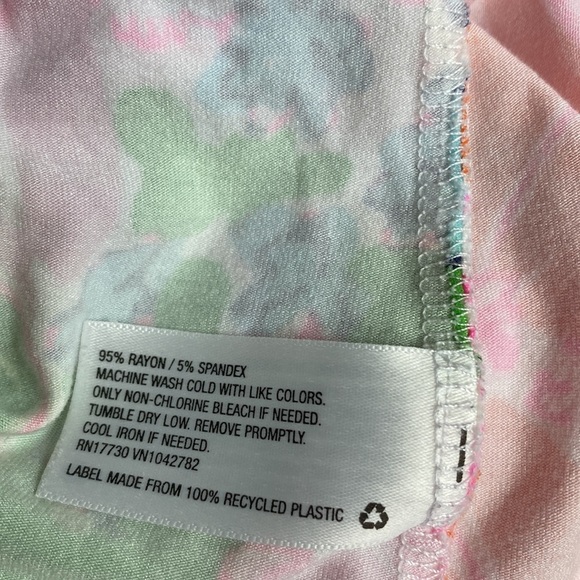 95% RAYON / 5% SPANDEX
MACHINE WASH COLD WITH LIKE COLORS.
ONLY NON-CHLORINE BLEACH IF NEEDED.
TUMBLE DRY LOW. REMOVE PROMPTLY.
COOL IRON IF NEEDED.
RN17730 VN1042782
LABEL MADE FROM 100% RECYCLED PLASTIC